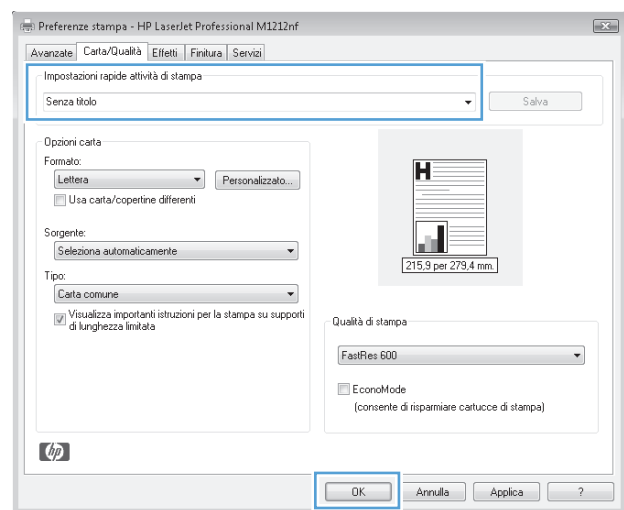 Preferenze stampa - HP LaserJet Professional M1212nf
Avanzate Carta/Qualità Effetti Finitura Servizi
Impostazioni rapide attività di stampa
Senza titolo Salva
Opzioni carta
Formato:
Lettera Personalizzato...
Usa carta/copertine differenti
Sorgente:
Seleziona automaticamente
Tipo:
Carta comune
Visualizza importanti istruzioni per la stampa su supporti
di lunghezza limitata
H
215,9 per 279,4 mm.
Qualità di stampa
FastRes 600
EconoMode
(consente di risparmiare cartucce di stampa)
hp
OK Annulla Applica ?